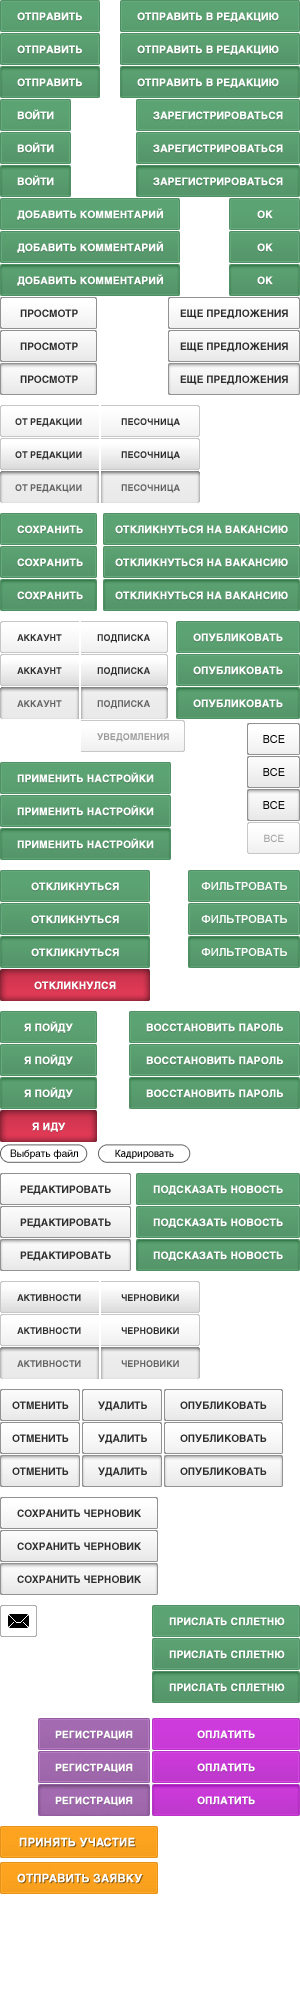 ОТПРАВИТЬ ОТПРАВИТЬ В РЕДАКЦИЮ
ОТПРАВИТЬ ОТПРАВИТЬ В РЕДАКЦИЮ
ОТПРАВИТЬ ОТПРАВИТЬ В РЕДАКЦИЮ
ВОЙТИ ЗАРЕГИСТРИРОВАТЬСЯ
ВОЙТИ ЗАРЕГИСТРИРОВАТЬСЯ
ВОЙТИ ЗАРЕГИСТРИРОВАТЬСЯ
ДОБАВИТЬ КОММЕНТАРИЙ ОК
ДОБАВИТЬ КОММЕНТАРИЙ ОК
ДОБАВИТЬ КОММЕНТАРИЙ ОК
ПРОСМОТР ЕЩЕ ПРЕДЛОЖЕНИЯ
ПРОСМОТР ЕЩЕ ПРЕДЛОЖЕНИЯ
ПРОСМОТР ЕЩЕ ПРЕДЛОЖЕНИЯ
ОТ РЕДАКЦИИ ПЕСОЧНИЦА
ОТ РЕДАКЦИИ ПЕСОЧНИЦА
ОТ РЕДАКЦИИ ПЕСОЧНИЦА
СОХРАНИТЬ ОТКЛИКНУТЬСЯ НА ВАКАНСИЮ
СОХРАНИТЬ ОТКЛИКНУТЬСЯ НА ВАКАНСИЮ
СОХРАНИТЬ ОТКЛИКНУТЬСЯ НА ВАКАНСИЮ
АККАУНТ ПОДПИСКА ОПУБЛИКОВАТЬ
АККАУНТ ПОДПИСКА ОПУБЛИКОВАТЬ
АККАУНТ ПОДПИСКА ОПУБЛИКОВАТЬ
УВЕДОМЛЕНИЯ ВСЕ
ПРИМЕНИТЬ НАСТРОЙКИ ВСЕ
ПРИМЕНИТЬ НАСТРОЙКИ ВСЕ
ПРИМЕНИТЬ НАСТРОЙКИ ВСЕ
ОТКЛИКНУТЬСЯ ФИЛЬТРОВАТЬ
ОТКЛИКНУТЬСЯ ФИЛЬТРОВАТЬ
ОТКЛИКНУТЬСЯ ФИЛЬТРОВАТЬ
ОТКЛИКНУЛСЯ
Я ПОЙДУ ВОССТАНОВИТЬ ПАРОЛЬ
Я ПОЙДУ ВОССТАНОВИТЬ ПАРОЛЬ
Я ПОЙДУ ВОССТАНОВИТЬ ПАРОЛЬ
Я ИДУ
Выбрать файл Кадрировать
РЕДАКТИРОВАТЬ ПОДСКАЗАТЬ НОВОСТЬ
РЕДАКТИРОВАТЬ ПОДСКАЗАТЬ НОВОСТЬ
РЕДАКТИРОВАТЬ ПОДСКАЗАТЬ НОВОСТЬ
АКТИВНОСТИ ЧЕРНОВИКИ
АКТИВНОСТИ ЧЕРНОВИКИ
АКТИВНОСТИ ЧЕРНОВИКИ
ОТМЕНИТЬ УДАЛИТЬ ОПУБЛИКОВАТЬ
ОТМЕНИТЬ УДАЛИТЬ ОПУБЛИКОВАТЬ
ОТМЕНИТЬ УДАЛИТЬ ОПУБЛИКОВАТЬ
СОХРАНИТЬ ЧЕРНОВИК
СОХРАНИТЬ ЧЕРНОВИК
СОХРАНИТЬ ЧЕРНОВИК
ПРИСЛАТЬ СПЛЕТНЮ
ПРИСЛАТЬ СПЛЕТНЮ
ПРИСЛАТЬ СПЛЕТНЮ
РЕГИСТРАЦИЯ ОПЛАТИТЬ
РЕГИСТРАЦИЯ ОПЛАТИТЬ
РЕГИСТРАЦИЯ ОПЛАТИТЬ
ПРИНЯТЬ УЧАСТИЕ
ОТПРАВИТЬ ЗАЯВКУ